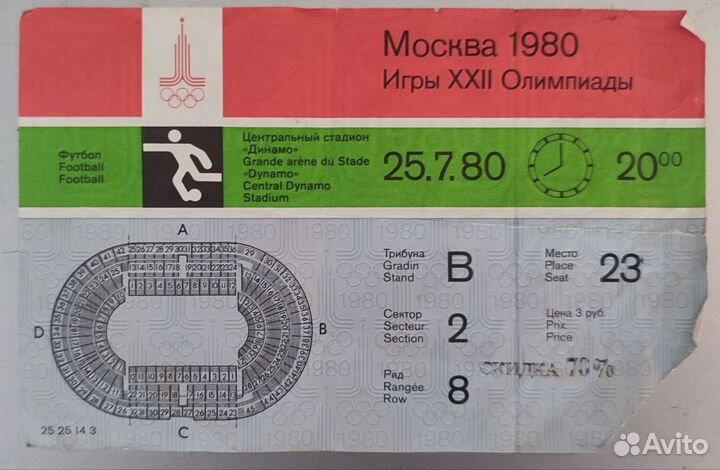 Москва 1980
Игры XXII Олимпиады
Футбол
Football
Football
Центральный стадион
«Динамо»
Grande arène du Stade
"Dynamo"
Central Dynamo
Stadium
25.7.80
20⁰⁰
A
B
C
D
Трибуна
Gradin
Stand
B
Место
Place
Seat
23
Сектор
Secteur
Section
2
Цена 3 руб.
Prix
Price
СКИДКА 70%
Ряд
Rangée
Row
8
25 25 14 3
1980
Avito